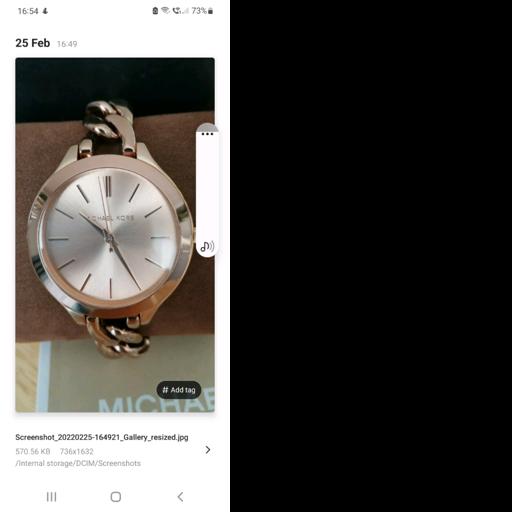 16:54
73%
25 Feb 16:49
MICHAEL KORS
# Add tag
MICHAE
Screenshot_20220225-164921_Gallery_resized.jpg
570.56 KB 736x1632
/Internal storage/DCIM/Screenshots